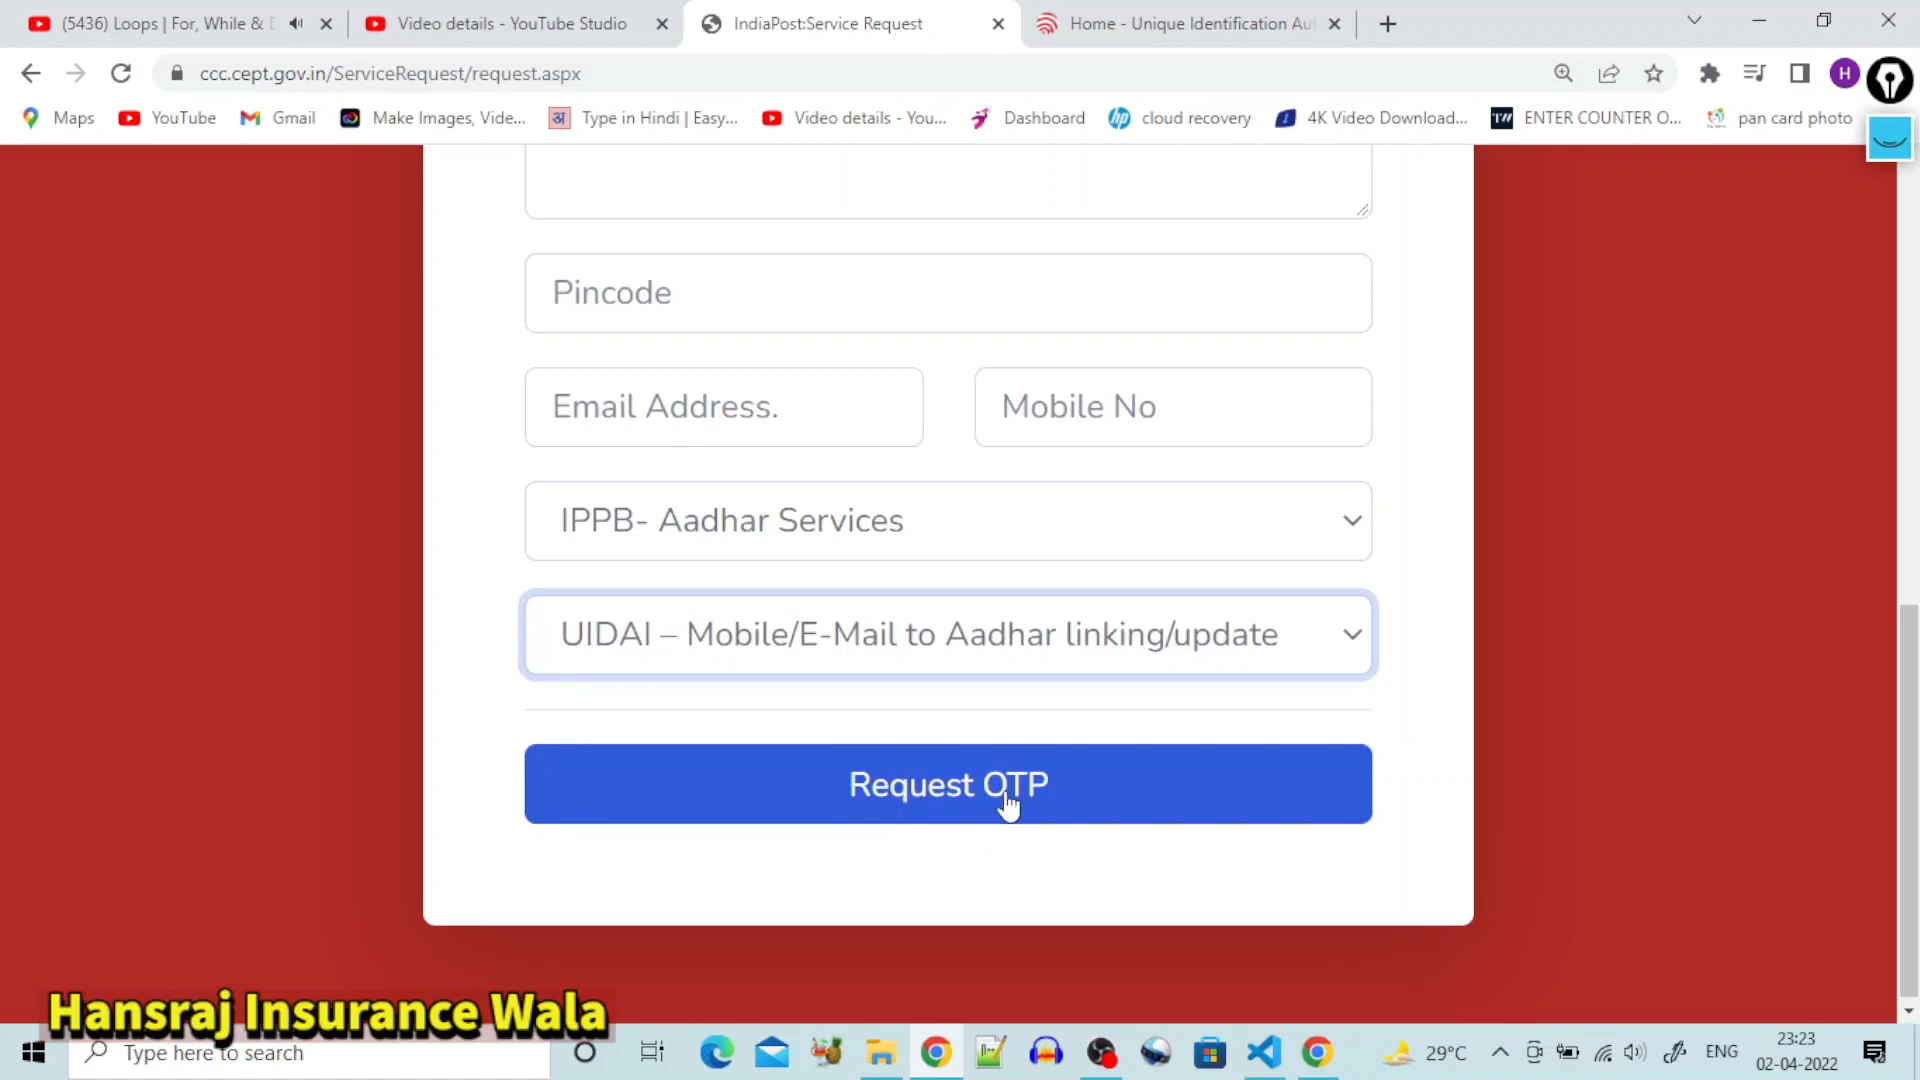 (5436) Loops | For, While & D
Video details - YouTube Studio
IndiaPost:Service Request
Home - Unique Identification Aut
ccc.cept.gov.in/ServiceRequest/request.aspx
H
Maps
YouTube
Gmail
Make Images, Vide...
अ
Type in Hindi | Easy...
Video details - You...
Dashboard
hp
cloud recovery
4K Video Download...
TW
ENTER COUNTER O...
pan card photo
Pincode
Email Address.
Mobile No
IPPB- Aadhar Services
UIDAI – Mobile/E-Mail to Aadhar linking/update
Request OTP
Hansraj Insurance Wala
Type here to search
29°C
ENG
23:23
02-04-2022